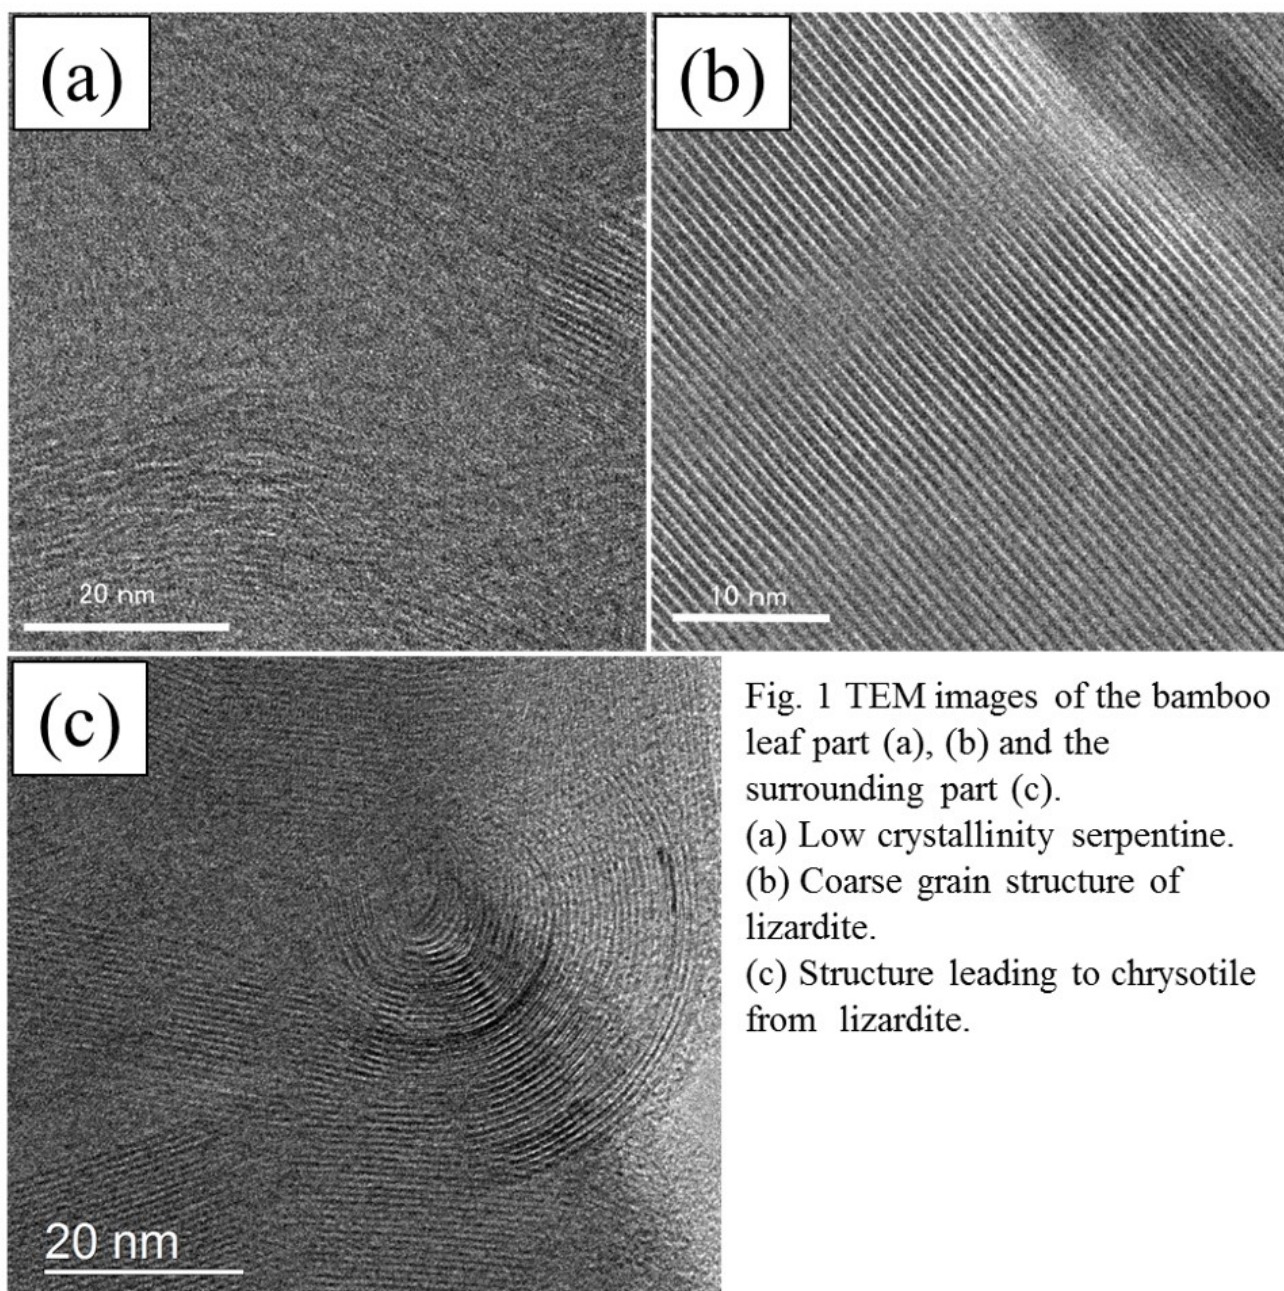 (a)
(b)
20 nm
10 nm
(c)
20 nm
Fig. 1 TEM images of the bamboo
leaf part (a), (b) and the
surrounding part (c).
(a) Low crystallinity serpentine.
(b) Coarse grain structure of
lizardite.
(c) Structure leading to chrysotile
from lizardite.